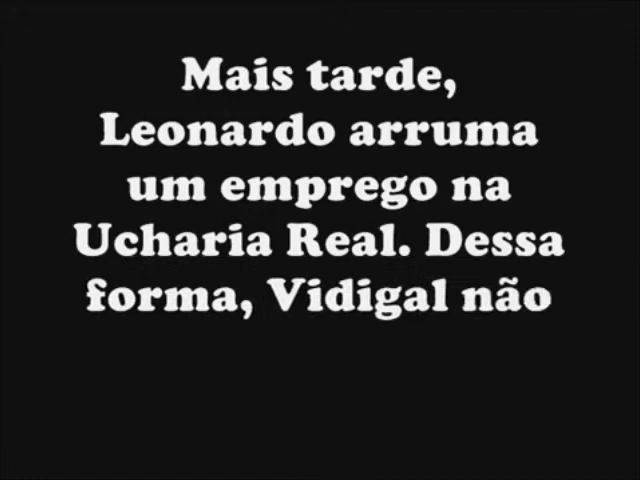 Mais tarde,
Leonardo arruma
um emprego na
Ucharia Real. Dessa
forma, Vidigal não